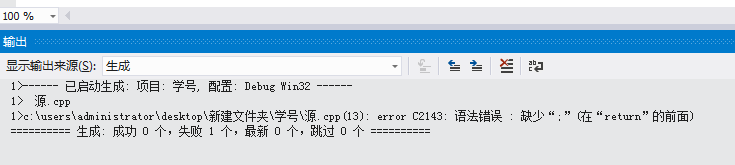 100 %
输出
显示输出来源(S): 生成
1>------ 已启动生成: 项目: 学号, 配置: Debug Win32 ------
1>  源.cpp
1>c:\users\administrator\desktop\新建文件夹\学号\源.cpp(13): error C2143: 语法错误 : 缺少“;”(在“return”的前面)
========== 生成: 成功 0 个，失败 1 个，最新 0 个，跳过 0 个 ==========